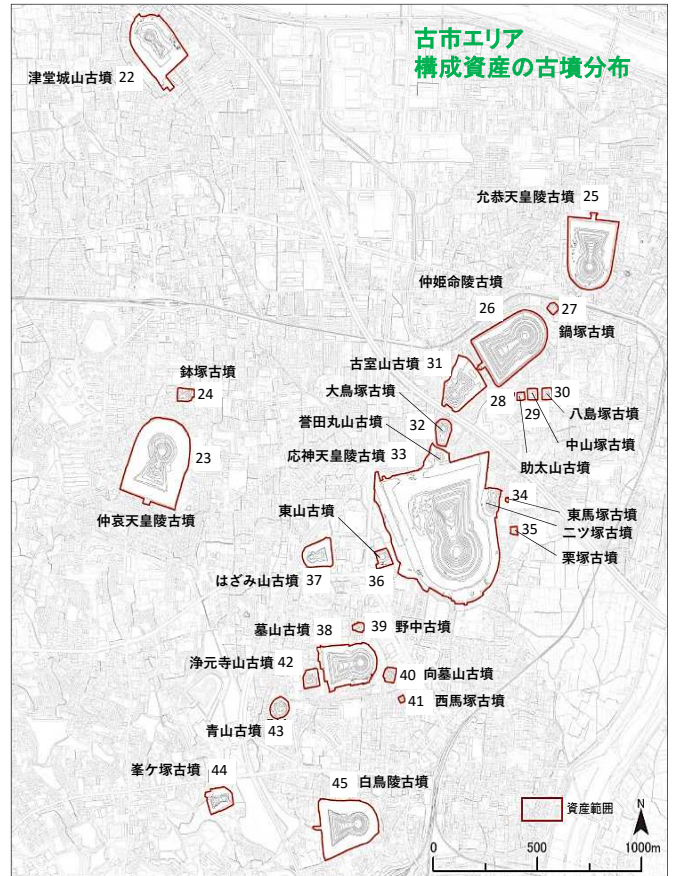 古市エリア
構成資産の古墳分布
津堂城山古墳 22
允恭天皇陵古墳 25
仲姫命陵古墳
26
27
鍋塚古墳
古室山古墳 31
鉢塚古墳
24
大鳥塚古墳
28
29
30
八島塚古墳
中山塚古墳
助太山古墳
誉田丸山古墳
32
応神天皇陵古墳 33
23
仲哀天皇陵古墳
34
東馬塚古墳
二ツ塚古墳
35
栗塚古墳
東山古墳
36
はざみ山古墳 37
墓山古墳 38
39 野中古墳
浄元寺山古墳 42
40 向墓山古墳
41 西馬塚古墳
青山古墳 43
峯ケ塚古墳 44
45 白鳥陵古墳
資産範囲
N
0 500 1000m